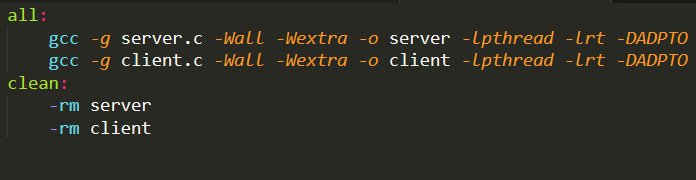 all:
gcc -g server.c -Wall -Wextra -o server -lpthread -lrt -DADPTO
gcc -g client.c -Wall -Wextra -o client -lpthread -lrt -DADPTO
clean:
-rm server
-rm client